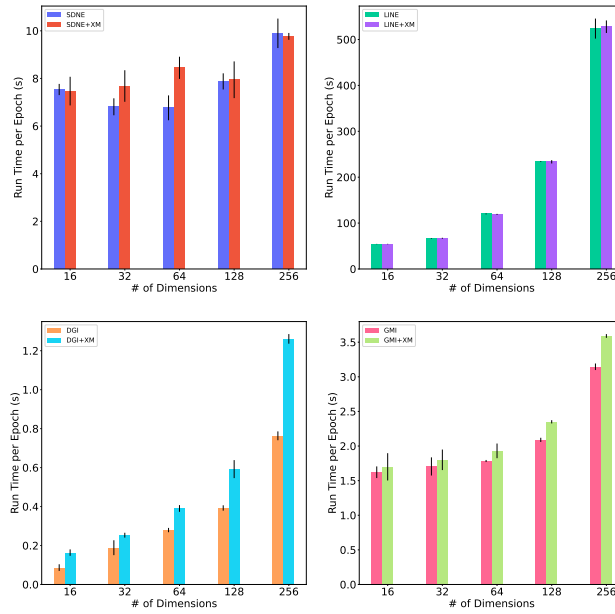 SDNE
SDNE+XM
Run Time per Epoch (s)
10
8
6
4
2
0
16 32 64 128 256
# of Dimensions
LINE
LINE+XM
Run Time per Epoch (s)
500
400
300
200
100
0
16 32 64 128 256
# of Dimensions
DGI
DGI+XM
Run Time per Epoch (s)
1.2
1.0
0.8
0.6
0.4
0.2
0.0
16 32 64 128 256
# of Dimensions
GMI
GMI+XM
Run Time per Epoch (s)
3.5
3.0
2.5
2.0
1.5
1.0
0.5
0.0
16 32 64 128 256
# of Dimensions